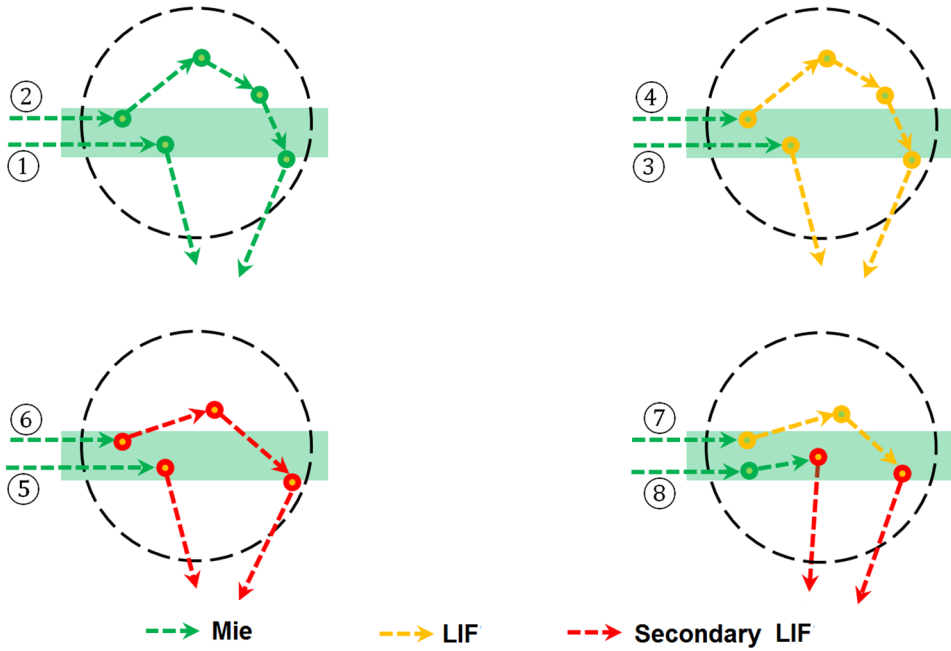 ②
①
④
③
⑥
⑤
⑦
⑧
Mie
LIF
Secondary LIF